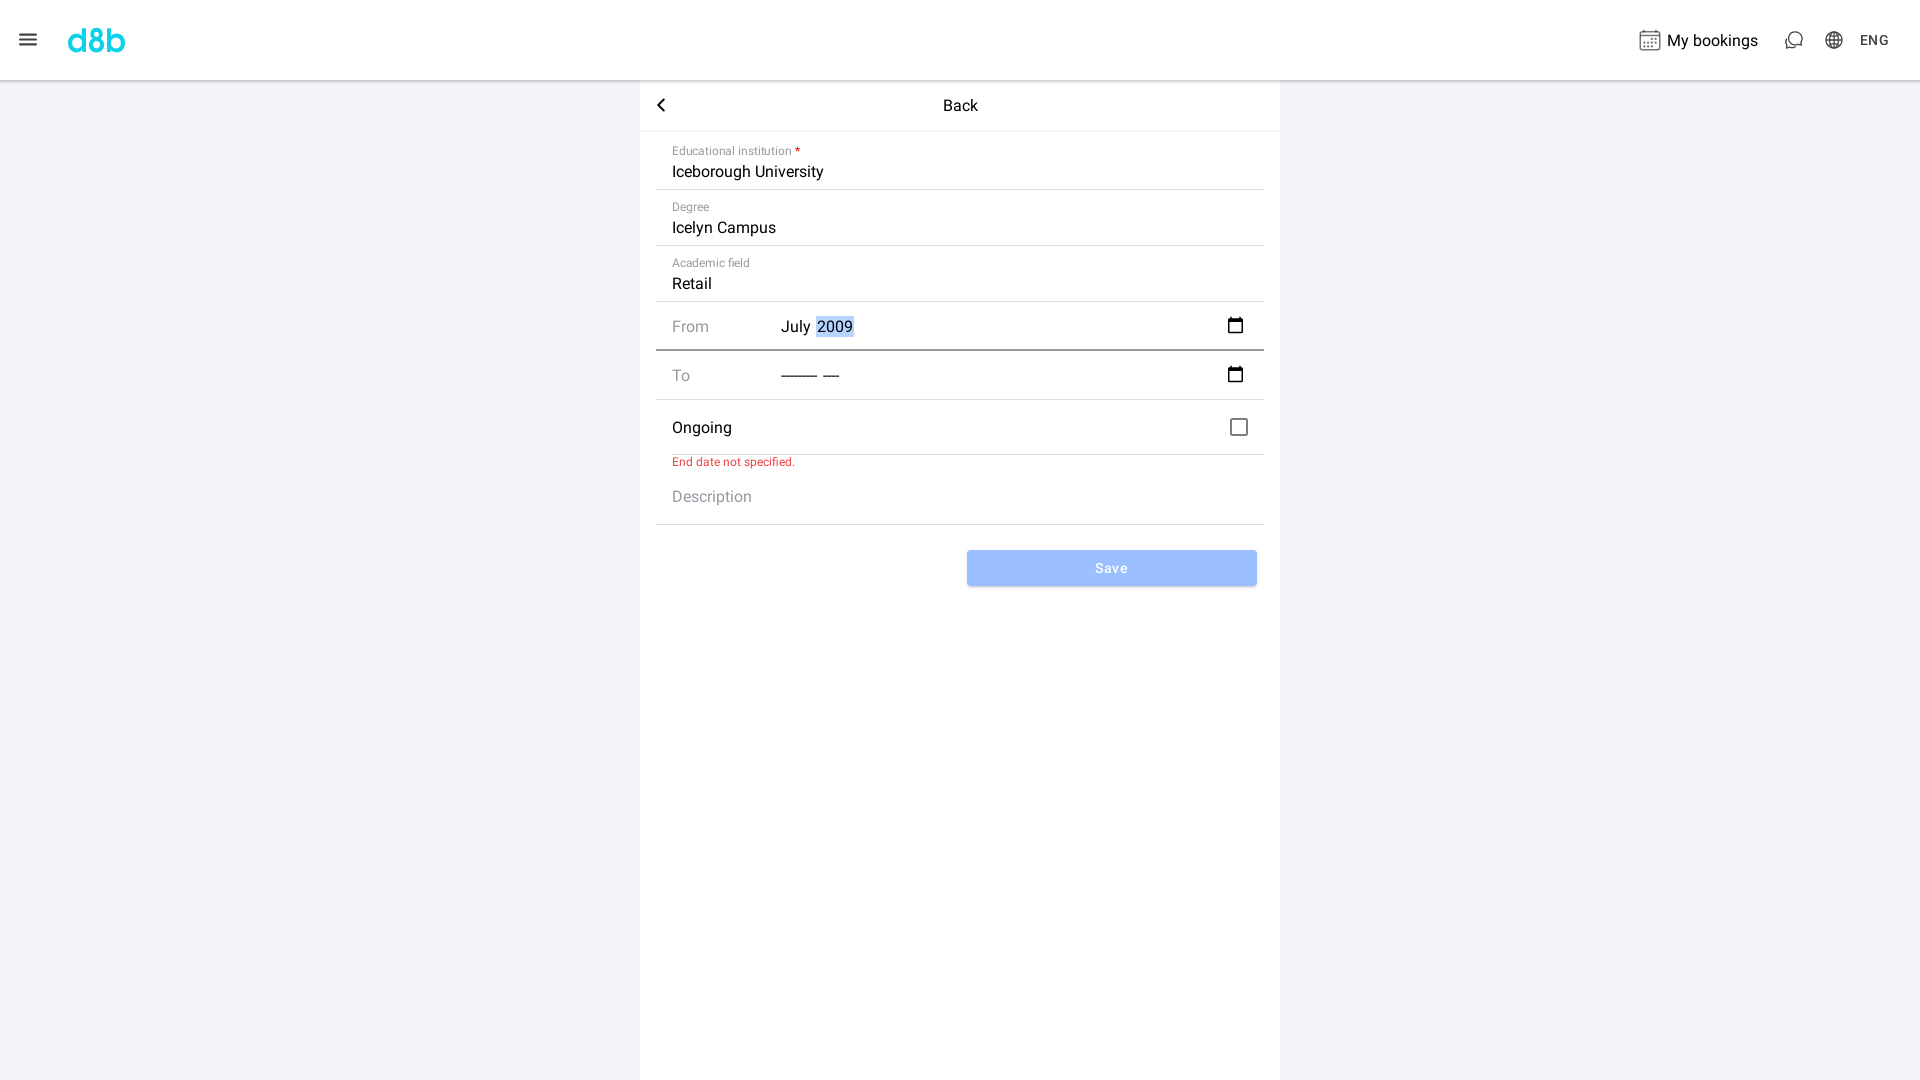 d8b
My bookings
ENG
Back
Educational institution *
Iceborough University
Degree
Icelyn Campus
Academic field
Retail
From July 2009
To --------- ----
Ongoing
End date not specified.
Description
Save